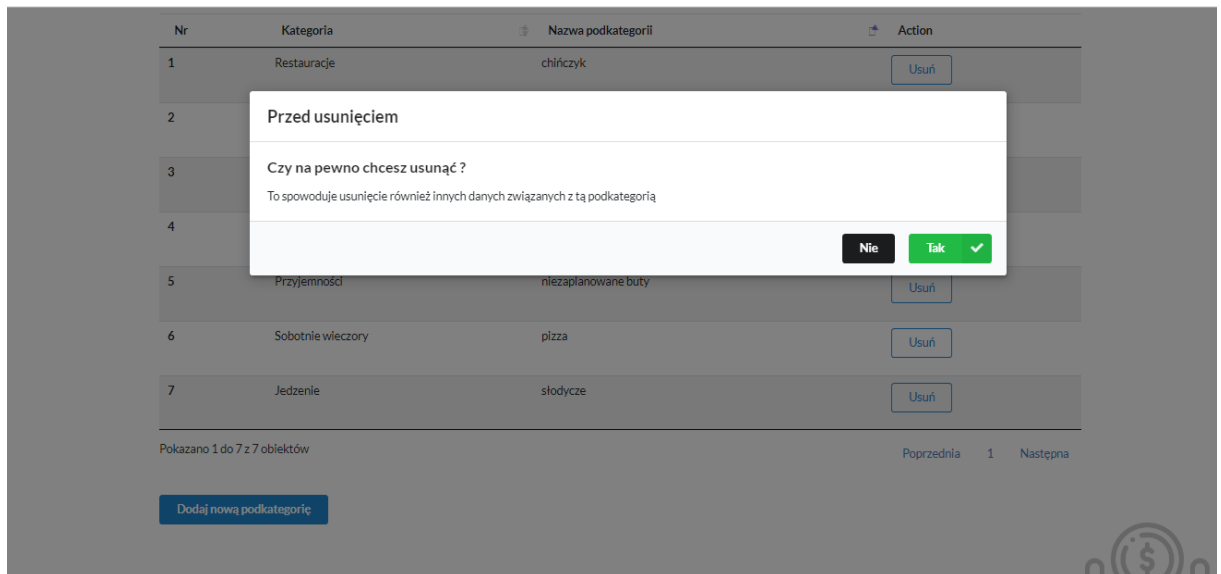 Nr Kategoria Nazwa podkategorii Action
1 Restauracje chińczyk Usuń
2
Przed usunięciem
3
Czy na pewno chcesz usunąć ?
To spowoduje usunięcie również innych danych związanych z tą podkategorią
4
Nie Tak
5 Przyjemności niezaplanowane buty Usuń
6 Sobotnie wieczory pizza Usuń
7 Jedzenie słodycze Usuń
Pokazano 1 do 7 z 7 obiektów
Poprzednia 1 Następna
Dodaj nową podkategorię
$